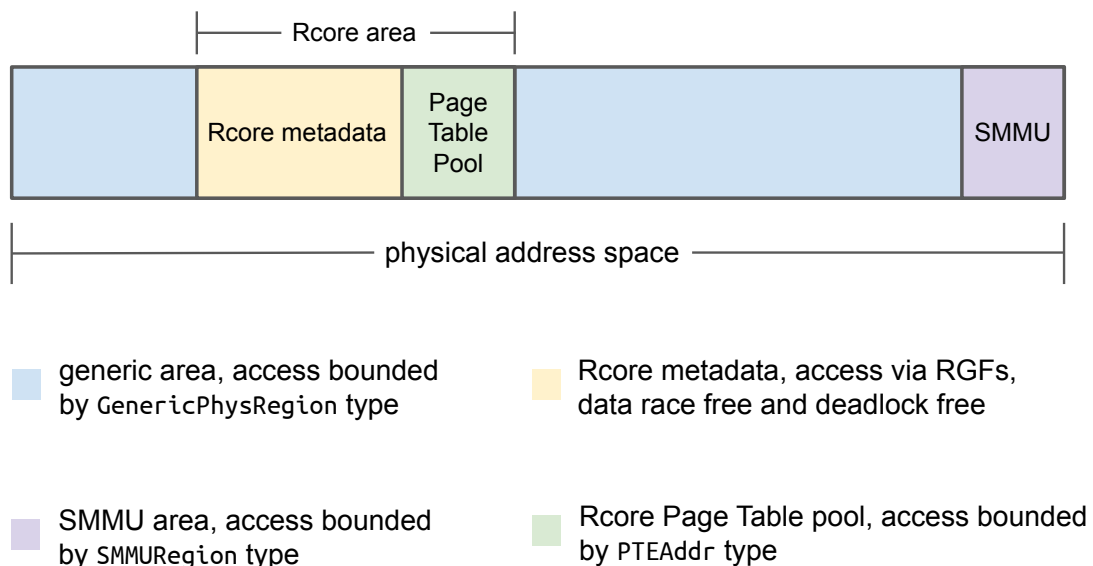 Rcore area
Rcore metadata
Page
Table
Pool
SMMU
physical address space
generic area, access bounded
by GenericPhysRegion type
Rcore metadata, access via RGFs,
data race free and deadlock free
SMMU area, access bounded
by SMMURegion type
Rcore Page Table pool, access bounded
by PTEAddr type